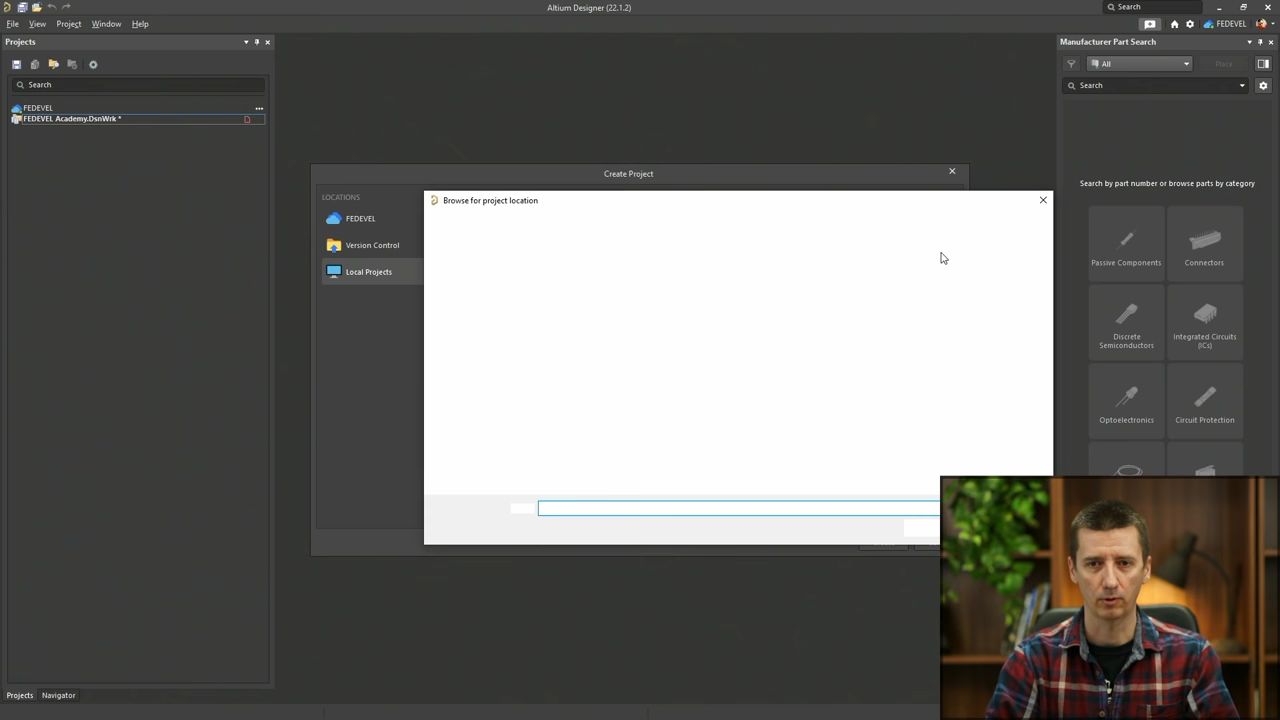 Altium Designer (22.1.2)
Search
File View Project Window Help
FEDEVEL
Projects
Manufacturer Part Search
All
Place
Search
Search
FEDEVEL
FEDEVEL Academy.DsnWrk *
Create Project
LOCATIONS
FEDEVEL
Version Control
Local Projects
Browse for project location
Search by part number or browse parts by category
Passive Components
Connectors
Discrete
Semiconductors
Integrated Circuits
(ICs)
Optoelectronics
Circuit Protection
Projects Navigator